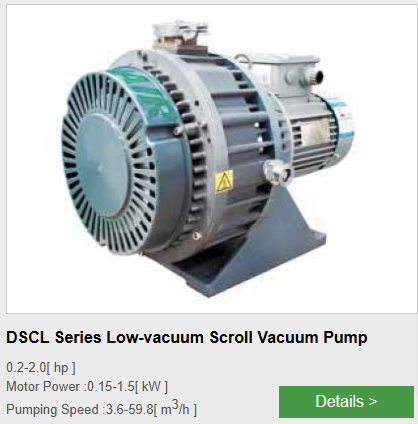 DSCL Series Low-vacuum Scroll Vacuum Pump
0.2-2.0[ hp ]
Motor Power :0.15-1.5[ kW ]
Pumping Speed :3.6-59.8[ m³/h ]
Details >